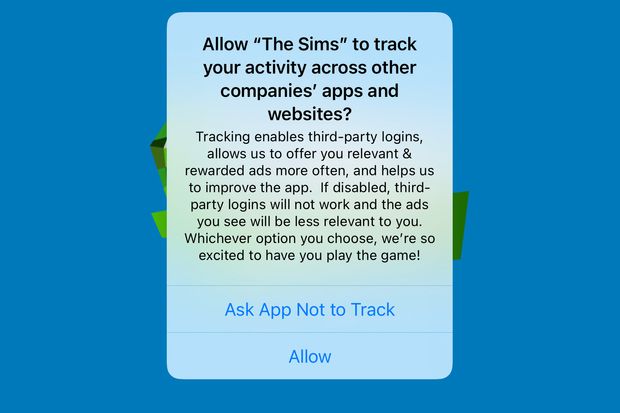 Allow “The Sims” to track
your activity across other
companies’ apps and
websites?
Tracking enables third-party logins,
allows us to offer you relevant &
rewarded ads more often, and helps us
to improve the app.  If disabled, third-
party logins will not work and the ads
you see will be less relevant to you.
Whichever option you choose, we’re so
excited to have you play the game!
Ask App Not to Track
Allow